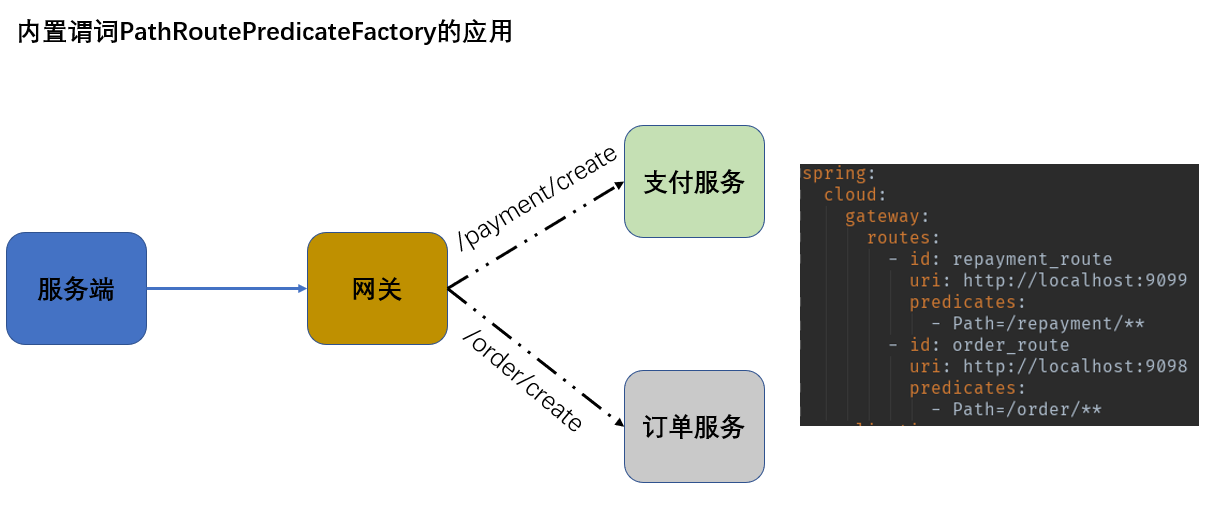 内置谓词PathRoutePredicateFactory的应用
服务端
网关
/payment/create
/order/create
支付服务
订单服务
spring:
cloud:
gateway:
routes:
- id: repayment_route
uri: http://localhost:9099
predicates:
- Path=/repayment/**
- id: order_route
uri: http://localhost:9098
predicates:
- Path=/order/**